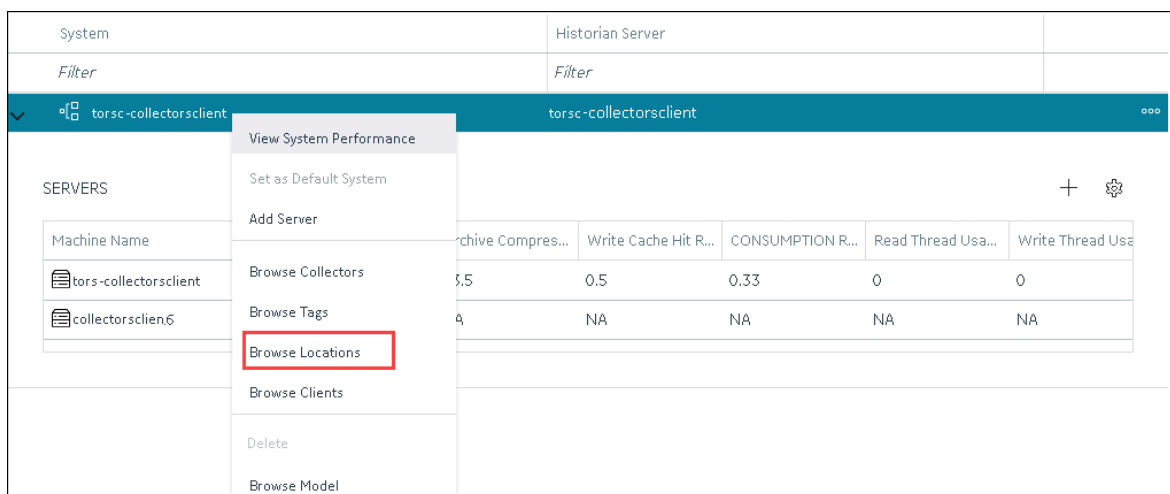 System Historian Server
Filter Filter
torsc-collectorsclient torsc-collectorsclient
View System Performance
Set as Default System
SERVERS
Add Server
Machine Name rchive Compres... Write Cache Hit R... CONSUMPTION R... Read Thread Usa... Write Thread Usa
Browse Collectors
tors-collectorsclient 3.5 0.5 0.33 0 0
Browse Tags
collectorsclien,6 A NA NA NA NA
Browse Locations
Browse Clients
Delete
Browse Model